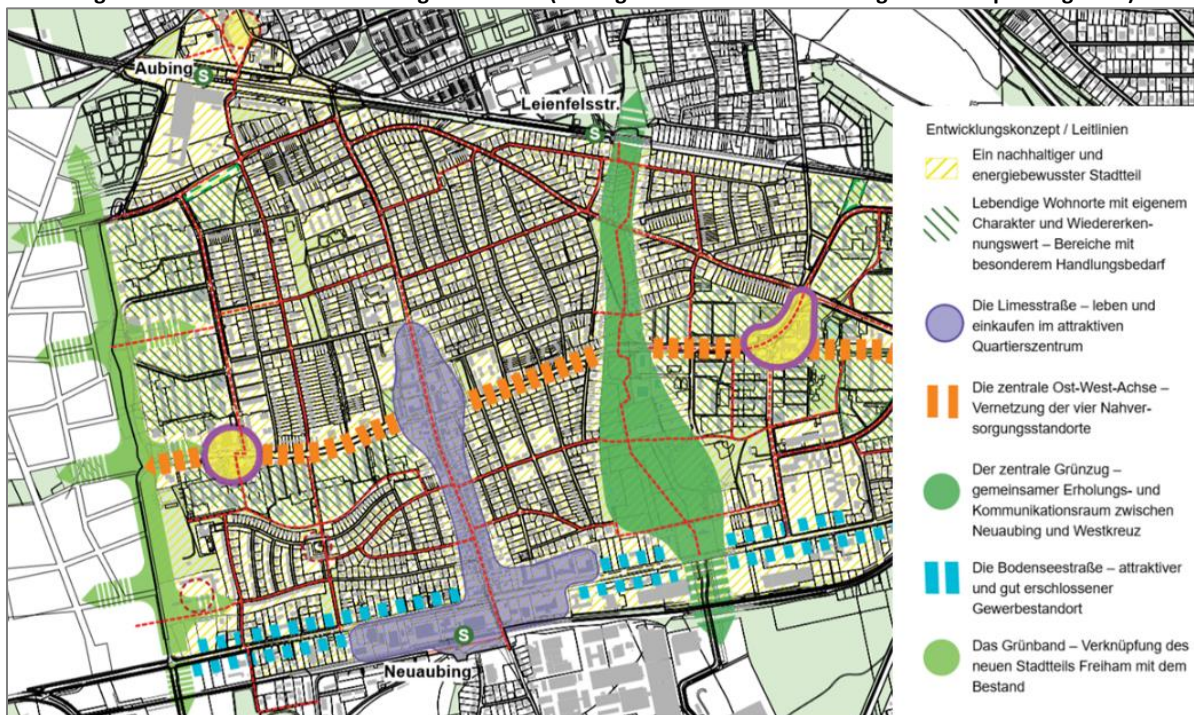 Aubing
S
Leienfelsstr.
S
Entwicklungskonzept / Leitlinien
Ein nachhaltiger und
energiebewusster Stadtteil
Lebendige Wohnorte mit eigenem
Charakter und Wiedererken-
nungswert – Bereiche mit
besonderem Handlungsbedarf
Die Limesstraße – leben und
einkaufen im attraktiven
Quartierszentrum
Die zentrale Ost-West-Achse –
Vernetzung der vier Nahver-
sorgungsstandorte
Der zentrale Grünzug –
gemeinsamer Erholungs- und
Kommunikationsraum zwischen
Neuaubing und Westkreuz
Die Bodenseestraße – attraktiver
und gut erschlossener
Gewerbestandort
Das Grünband – Verknüpfung des
neuen Stadtteils Freiham mit dem
Bestand
S
Neuaubing